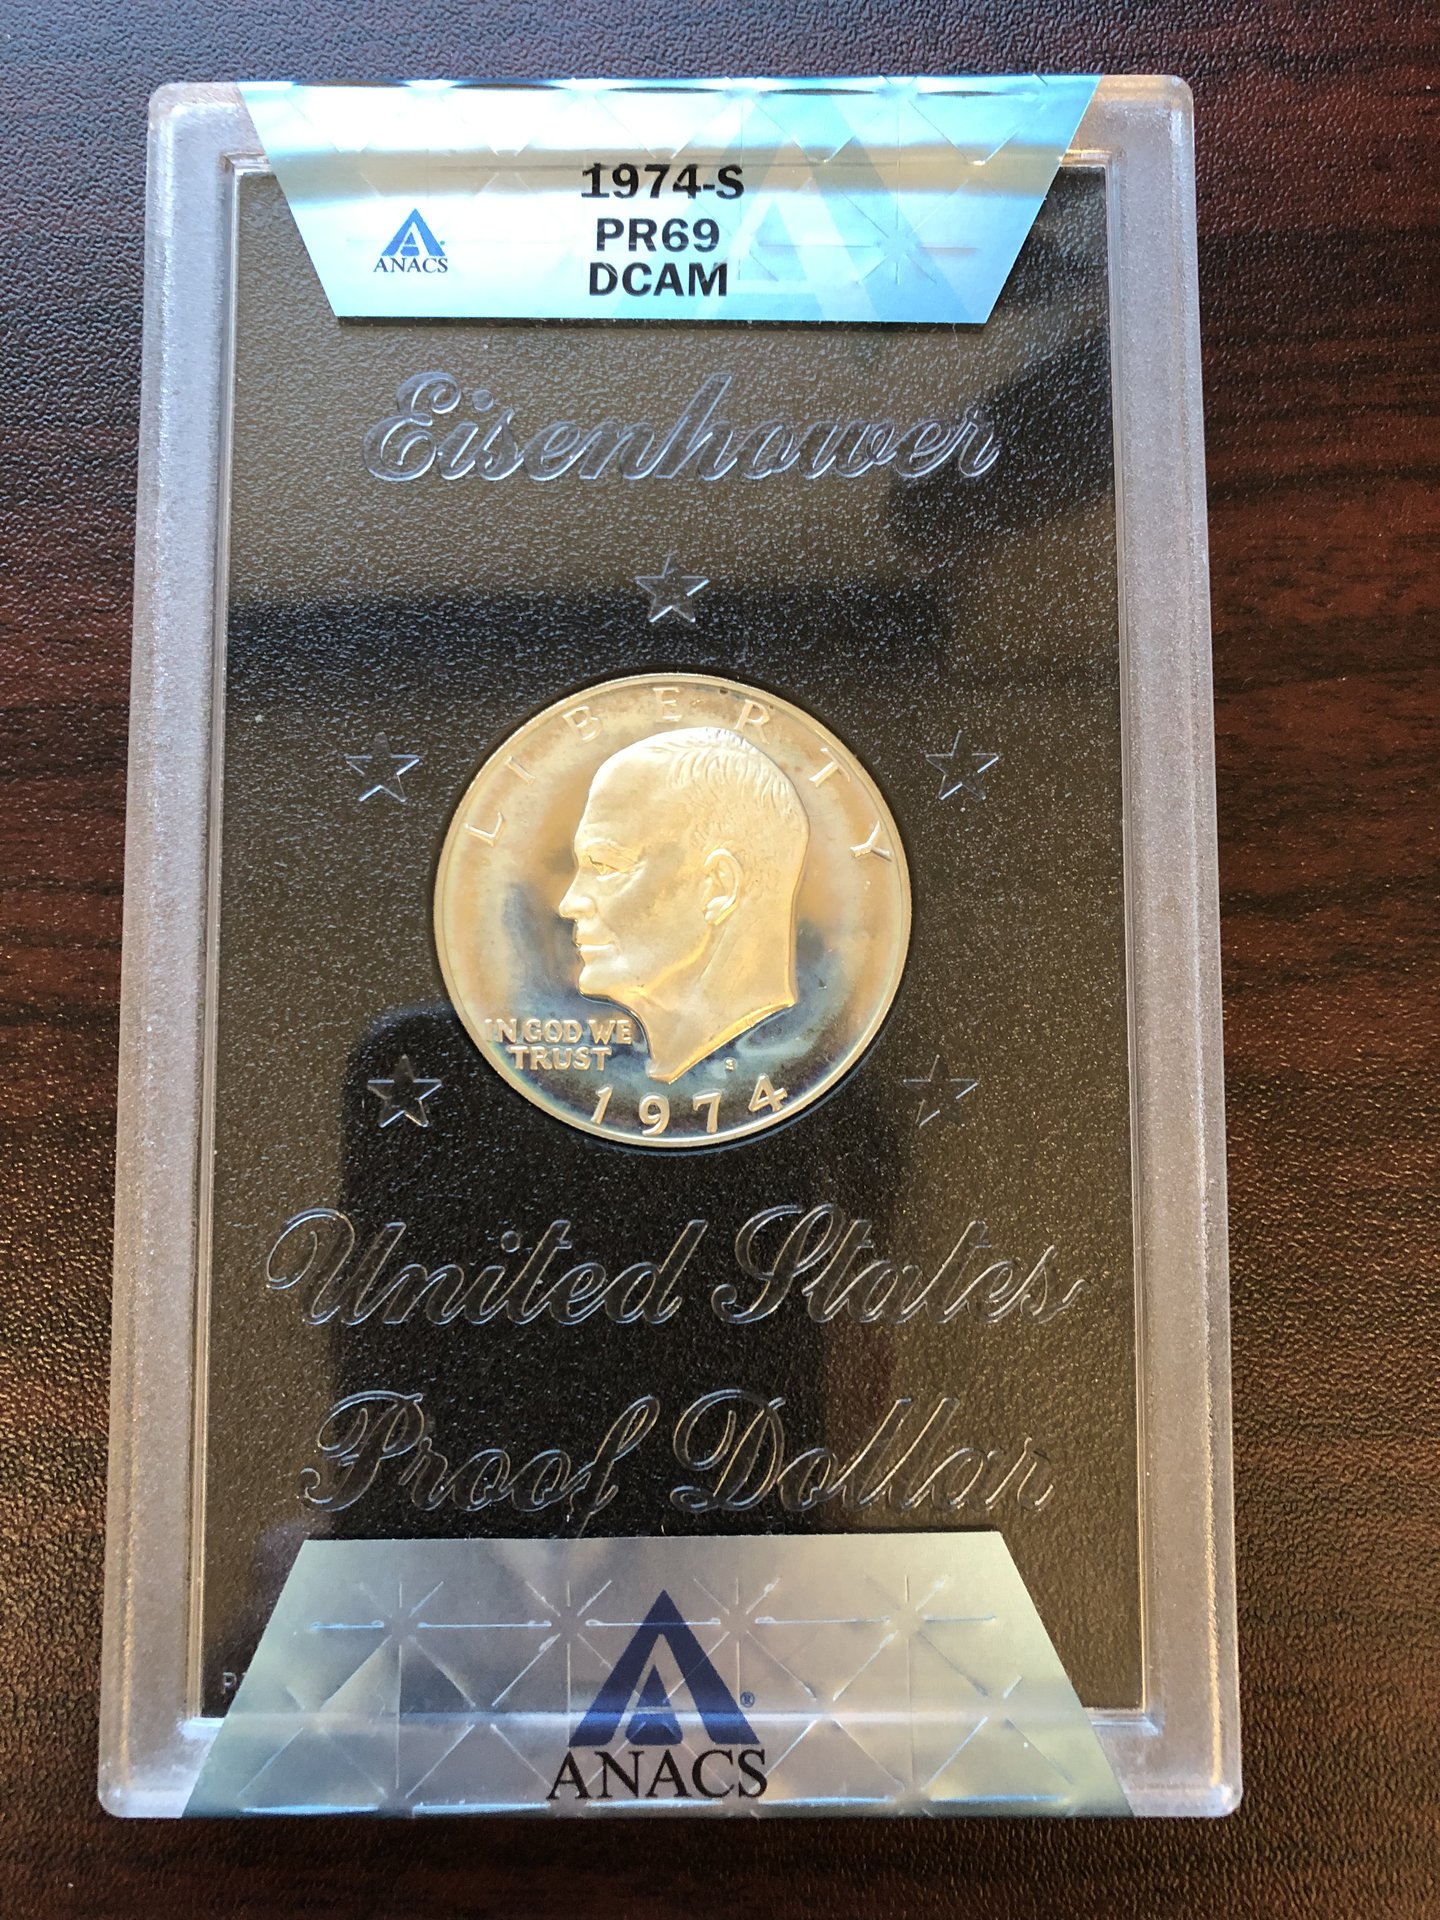 1974-S
PR69
DCAM
ANACS
Eisenhower
LIBERTY
IN GOD WE
TRUST
S
1974
United States
Proof Dollar
ANACS®